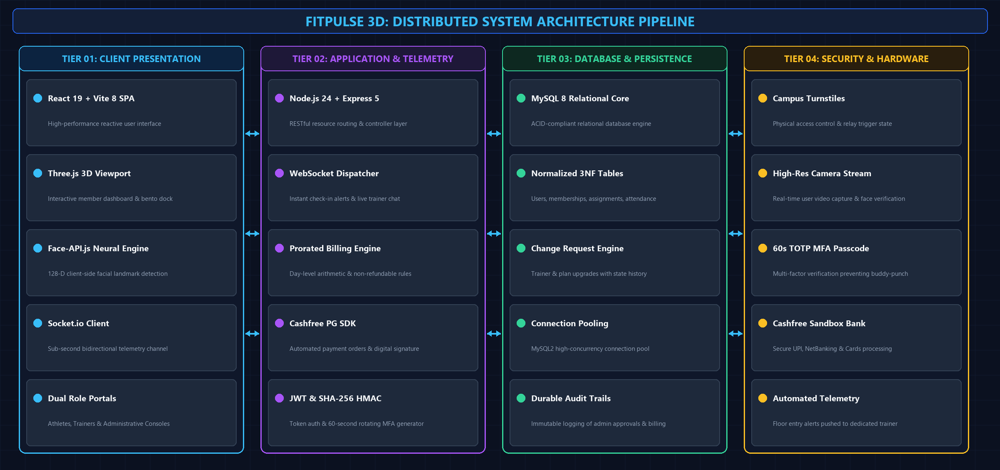 FITPULSE 3D: DISTRIBUTED SYSTEM ARCHITECTURE PIPELINE
TIER 01: CLIENT PRESENTATION
React 19 + Vite 8 SPA
High-performance reactive user interface
Three.js 3D Viewport
Interactive member dashboard & bento dock
Face-API.js Neural Engine
128-D client-side facial landmark detection
Socket.io Client
Sub-second bidirectional telemetry channel
Dual Role Portals
Athletes, Trainers & Administrative Consoles
TIER 02: APPLICATION & TELEMETRY
Node.js 24 + Express 5
RESTful resource routing & controller layer
WebSocket Dispatcher
Instant check-in alerts & live trainer chat
Prorated Billing Engine
Day-level arithmetic & non-refundable rules
Cashfree PG SDK
Automated payment orders & digital signature
JWT & SHA-256 HMAC
Token auth & 60-second rotating MFA generator
TIER 03: DATABASE & PERSISTENCE
MySQL 8 Relational Core
ACID-compliant relational database engine
Normalized 3NF Tables
Users, memberships, assignments, attendance
Change Request Engine
Trainer & plan upgrades with state history
Connection Pooling
MySQL2 high-concurrency connection pool
Durable Audit Trails
Immutable logging of admin approvals & billing
TIER 04: SECURITY & HARDWARE
Campus Turnstiles
Physical access control & relay trigger state
High-Res Camera Stream
Real-time user video capture & face verification
60s TOTP MFA Passcode
Multi-factor verification preventing buddy-punch
Cashfree Sandbox Bank
Secure UPI, NetBanking & Cards processing
Automated Telemetry
Floor entry alerts pushed to dedicated trainer